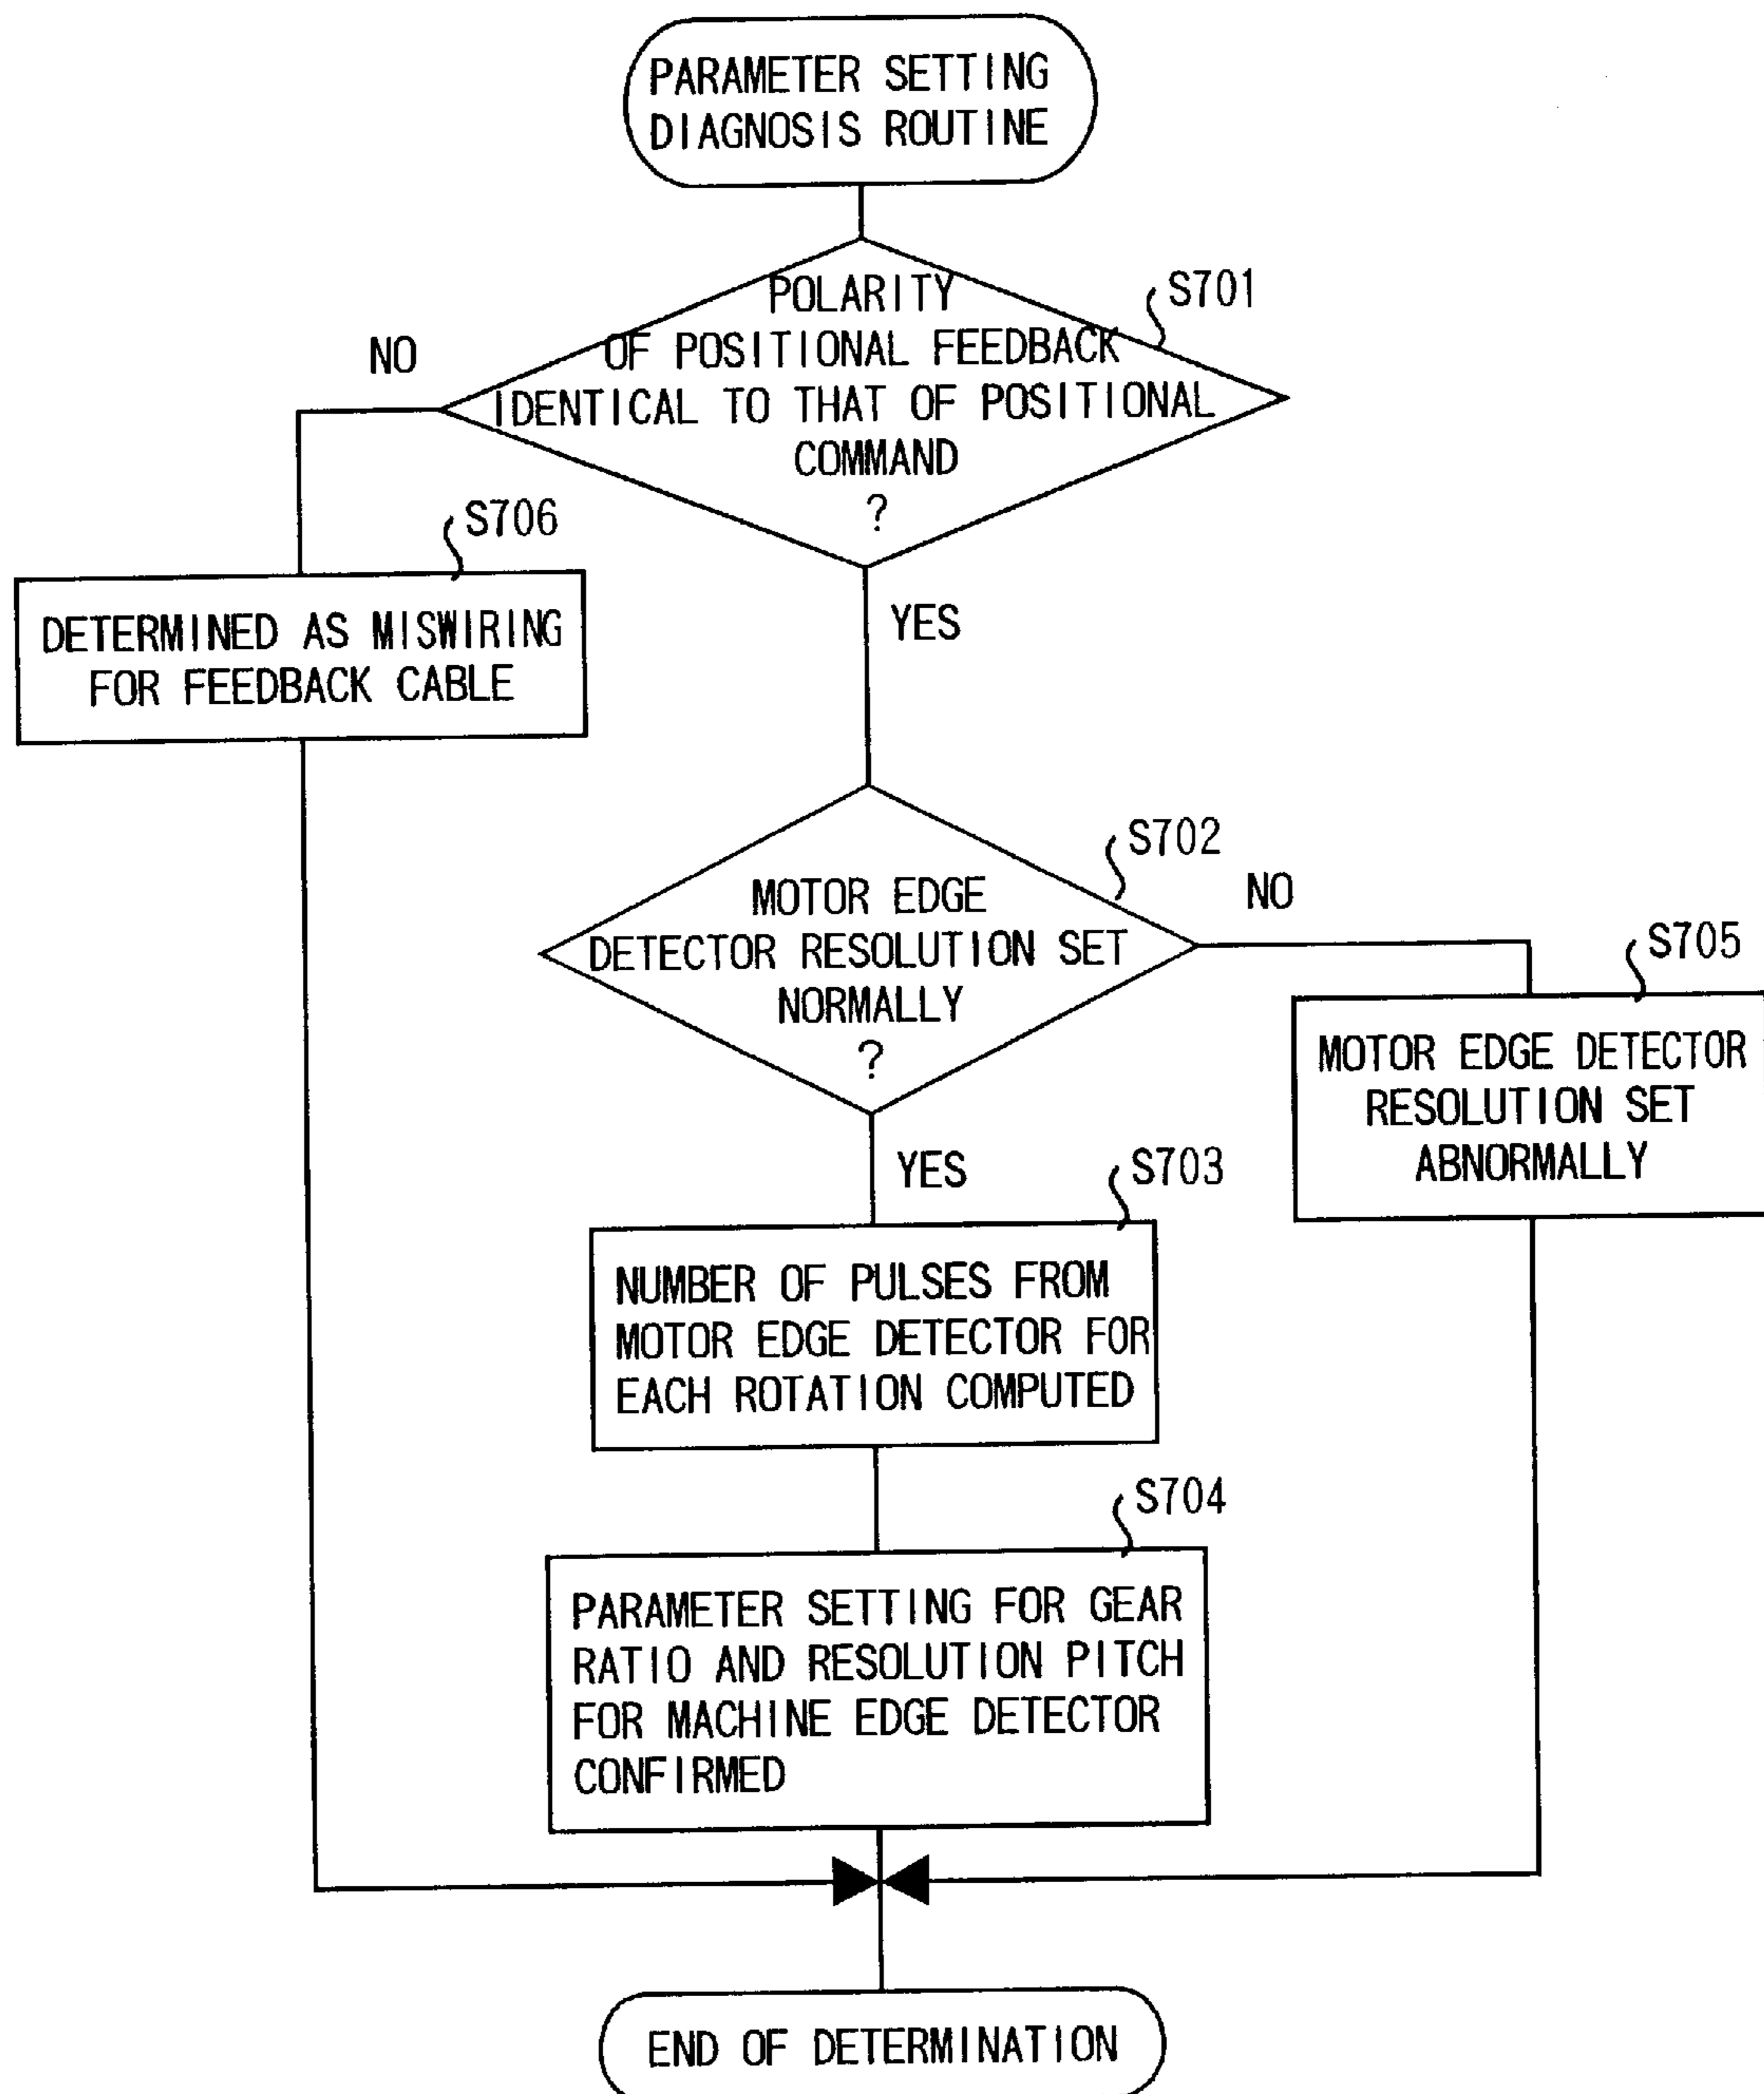 PARAMETER SETTING
DIAGNOSIS ROUTINE
POLARITY
OF POSITIONAL FEEDBACK
IDENTICAL TO THAT OF POSITIONAL
COMMAND
?
S701
NO
YES
S706
DETERMINED AS MISWIRING
FOR FEEDBACK CABLE
S702
MOTOR EDGE
DETECTOR RESOLUTION SET
NORMALLY
?
NO
YES
S705
MOTOR EDGE DETECTOR
RESOLUTION SET
ABNORMALLY
S703
NUMBER OF PULSES FROM
MOTOR EDGE DETECTOR FOR
EACH ROTATION COMPUTED
S704
PARAMETER SETTING FOR GEAR
RATIO AND RESOLUTION PITCH
FOR MACHINE EDGE DETECTOR
CONFIRMED
END OF DETERMINATION